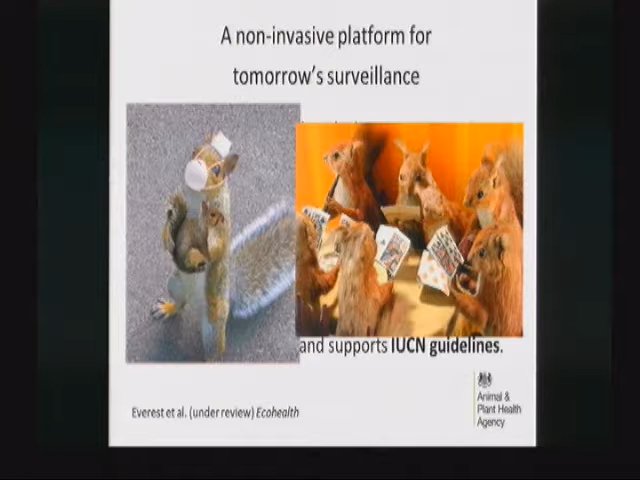 A non-invasive platform for
tomorrow's surveillance
and supports IUCN guidelines.
Everest et al. (under review) Ecohealth
Animal &
Plant Health
Agency